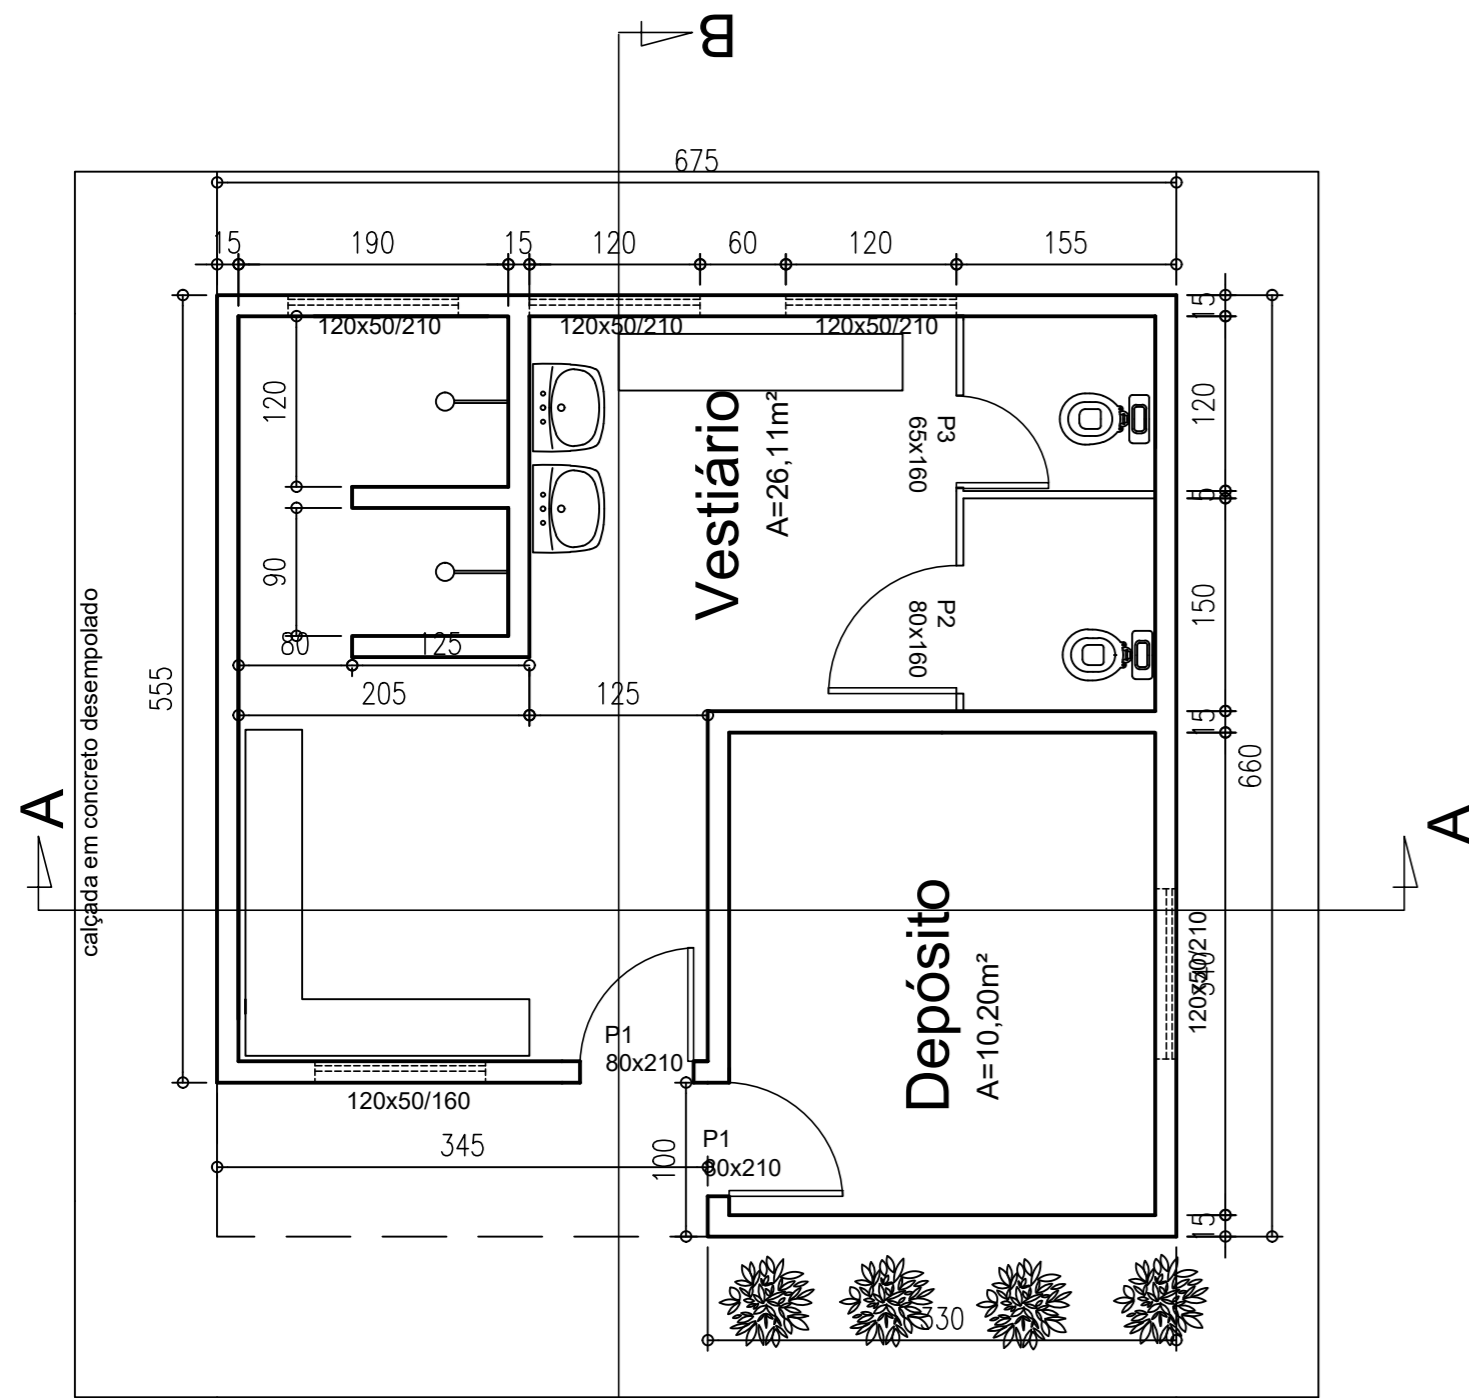 B
675
15 190 15 120 60 120 155
120x50/210 120x50/210 120x50/210
15
120
120
P3
65x160
Vestiário
A=26,11m²
5
90
150
P2
80x160
80 125
205 125
15
555
660
calçada em concreto desempolado
A
A
Depósito
A=10,20m²
120x50/210
340
P1
80x210
120x50/160
345
100
P1
80x210
15
330